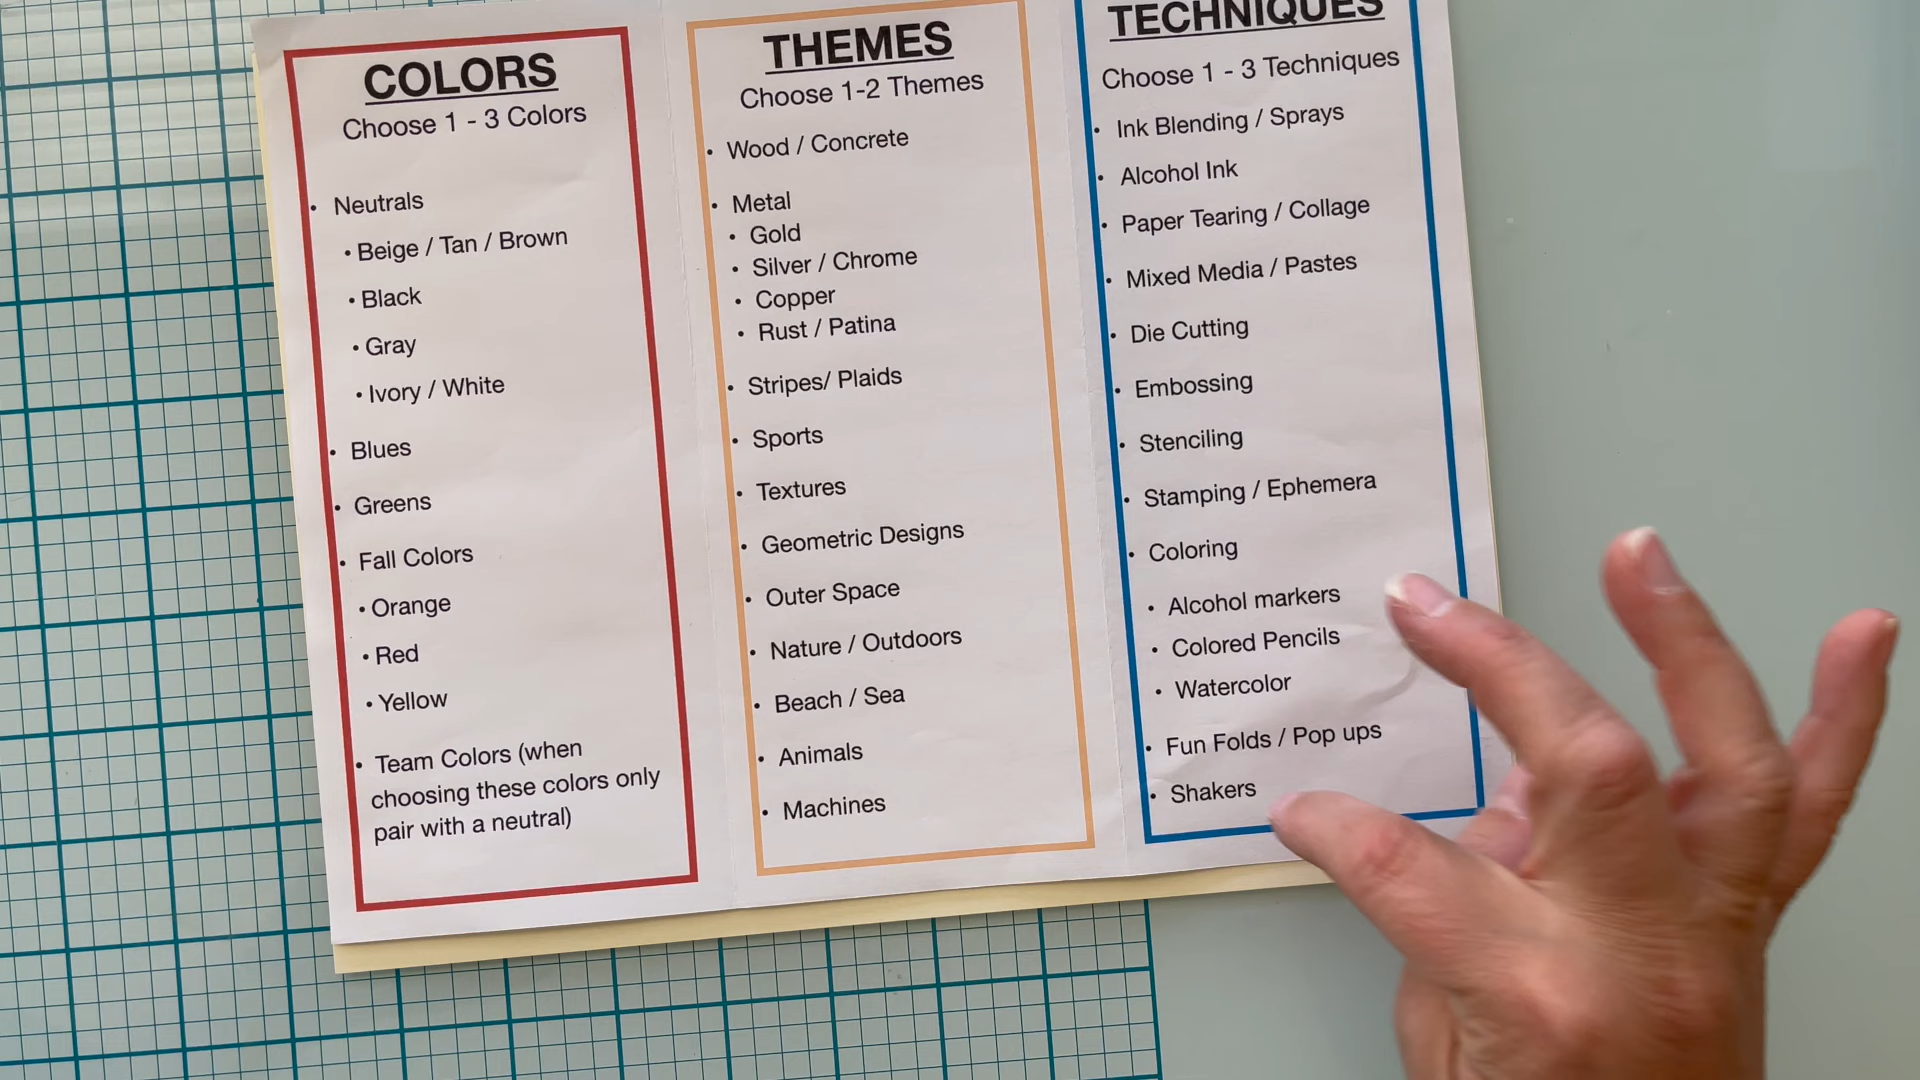 COLORS
Choose 1 - 3 Colors
• Neutrals
• Beige / Tan / Brown
• Black
• Gray
• Ivory / White
• Blues
• Greens
• Fall Colors
• Orange
• Red
• Yellow
• Team Colors (when
choosing these colors only
pair with a neutral)
THEMES
Choose 1-2 Themes
• Wood / Concrete
• Metal
• Gold
• Silver / Chrome
• Copper
• Rust / Patina
• Stripes/ Plaids
• Sports
• Textures
• Geometric Designs
• Outer Space
• Nature / Outdoors
• Beach / Sea
• Animals
• Machines
TECHNIQUES
Choose 1 - 3 Techniques
• Ink Blending / Sprays
• Alcohol Ink
• Paper Tearing / Collage
• Mixed Media / Pastes
• Die Cutting
• Embossing
• Stenciling
• Stamping / Ephemera
• Coloring
• Alcohol markers
• Colored Pencils
• Watercolor
• Fun Folds / Pop ups
• Shakers